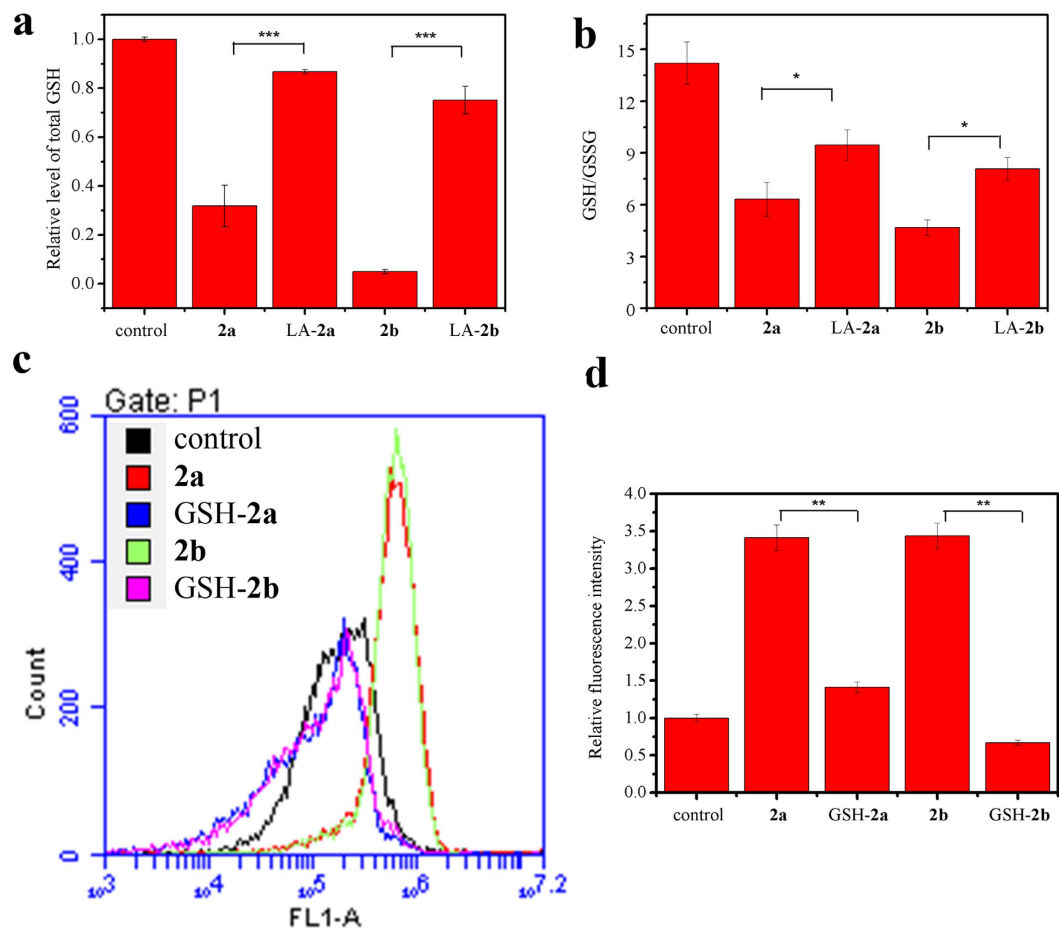 a
Relative level of total GSH
1.0
0.8
0.6
0.4
0.2
0.0
***
***
control 2a LA-2a 2b LA-2b
b
GSH/GSSG
15
12
9
6
3
0
*
*
control 2a LA-2a 2b LA-2b
c
Gate: P1
control
2a
GSH-2a
2b
GSH-2b
Count
600
400
200
0
10^3 10^4 10^5 10^6 10^7.2
FL1-A
d
Relative fluorescence intensity
4.0
3.5
3.0
2.5
2.0
1.5
1.0
0.5
0.0
**
**
control 2a GSH-2a 2b GSH-2b